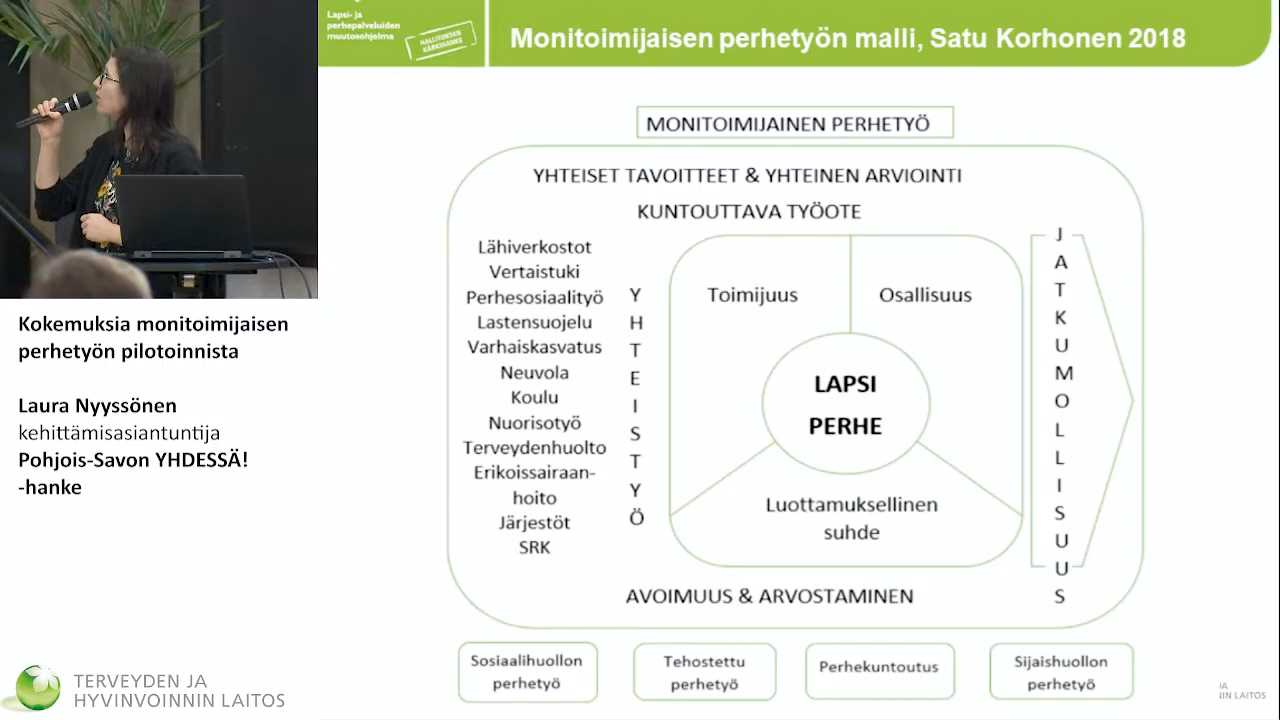 Lapsi- ja
perhepalveluiden
muutosohjelma
HALLITUKSEN
KÄRKIHANKE
Monitoimijaisen perhetyön malli, Satu Korhonen 2018
MONITOIMIJAINEN PERHETYÖ
YHTEISET TAVOITTEET & YHTEINEN ARVIOINTI
KUNTOUTTAVA TYÖOTE
Lähiverkostot
Vertaistuki
Perhesosiaalityö
Lastensuojelu
Varhaiskasvatus
Neuvola
Koulu
Nuorisotyö
Terveydenhuolto
Erikoissairaan-
hoito
Järjestöt
SRK
YHTEISTYÖ
Toimijuus
Osallisuus
LAPSI
PERHE
Luottamuksellinen
suhde
JATKUMOLLISUUS
AVOIMUUS & ARVOSTAMINEN
Sosiaalihuollon
perhetyö
Tehostettu
perhetyö
Perhekuntoutus
Sijaishuollon
perhetyö
Kokemuksia monitoimijaisen
perhetyön pilotoinnista
Laura Nyyssönen
kehittämisasiantuntija
Pohjois-Savon YHDESSÄ!
-hanke
TERVEYDEN JA
HYVINVOINNIN LAITOS
JA
IIN LAITOS